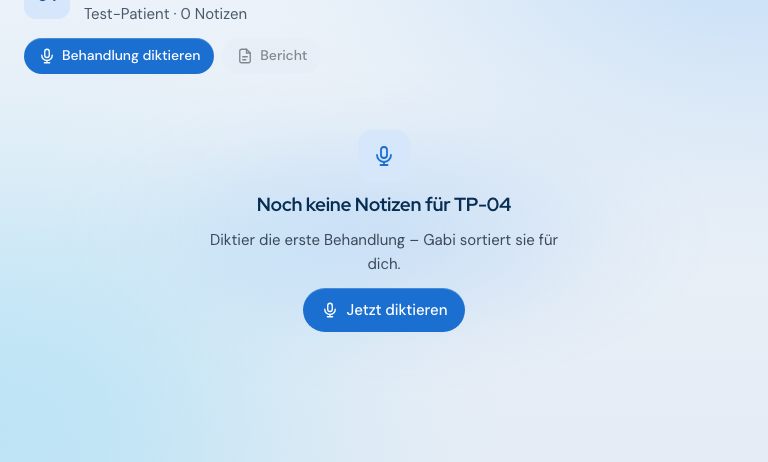 Test-Patient · 0 Notizen
Behandlung diktieren
Bericht
Noch keine Notizen für TP-04
Diktier die erste Behandlung – Gabi sortiert sie für
dich.
Jetzt diktieren